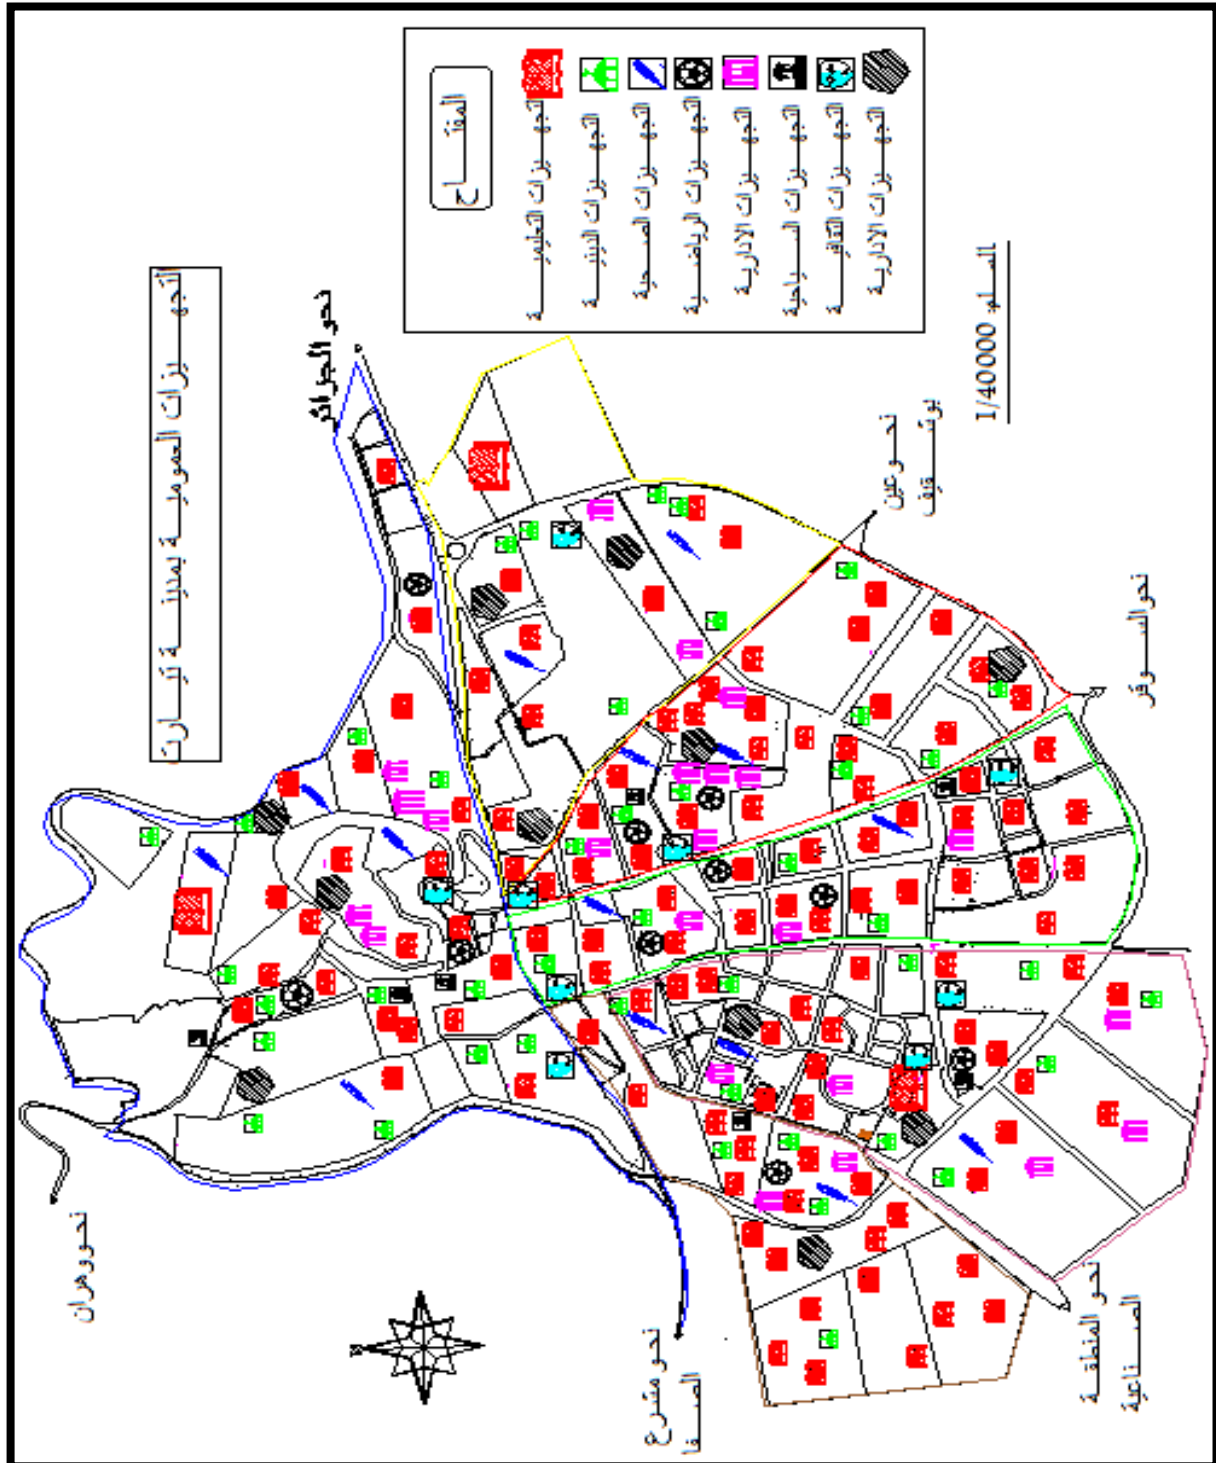 التجهيزات العمومية بمدينة تيارت
المفتاح
التجهيزات التعليمية
التجهيزات الدينية
التجهيزات الصحية
التجهيزات الرياضية
التجهيزات الادارية
التجهيزات السياحية
التجهيزات الثقافية
التجهيزات الادارية
السلم: 1/40000
نحو الجزائر
نحو عين
بوشقيف
نحو السوقر
نحو المنطقة
الصناعية
نحو مشرع
الصفا
نحو وهران